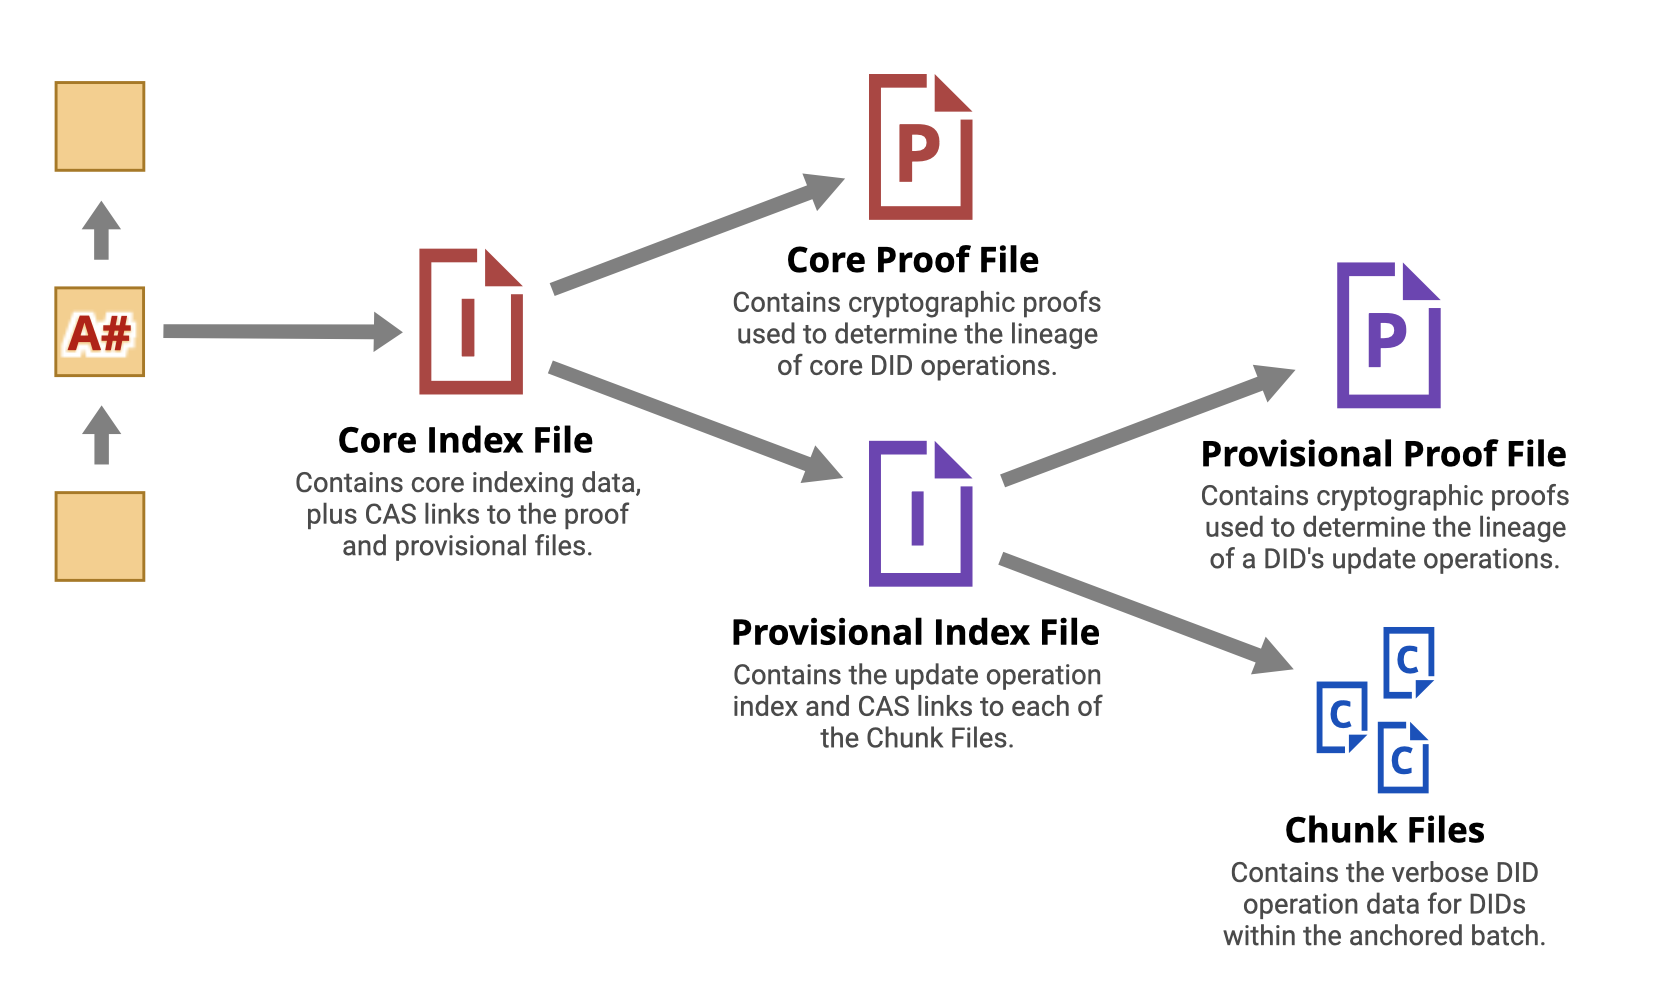 A#
I
Core Index File
Contains core indexing data,
plus CAS links to the proof
and provisional files.
P
Core Proof File
Contains cryptographic proofs
used to determine the lineage
of core DID operations.
I
Provisional Index File
Contains the update operation
index and CAS links to each of
the Chunk Files.
P
Provisional Proof File
Contains cryptographic proofs
used to determine the lineage
of a DID's update operations.
C
C
C
Chunk Files
Contains the verbose DID
operation data for DIDs
within the anchored batch.